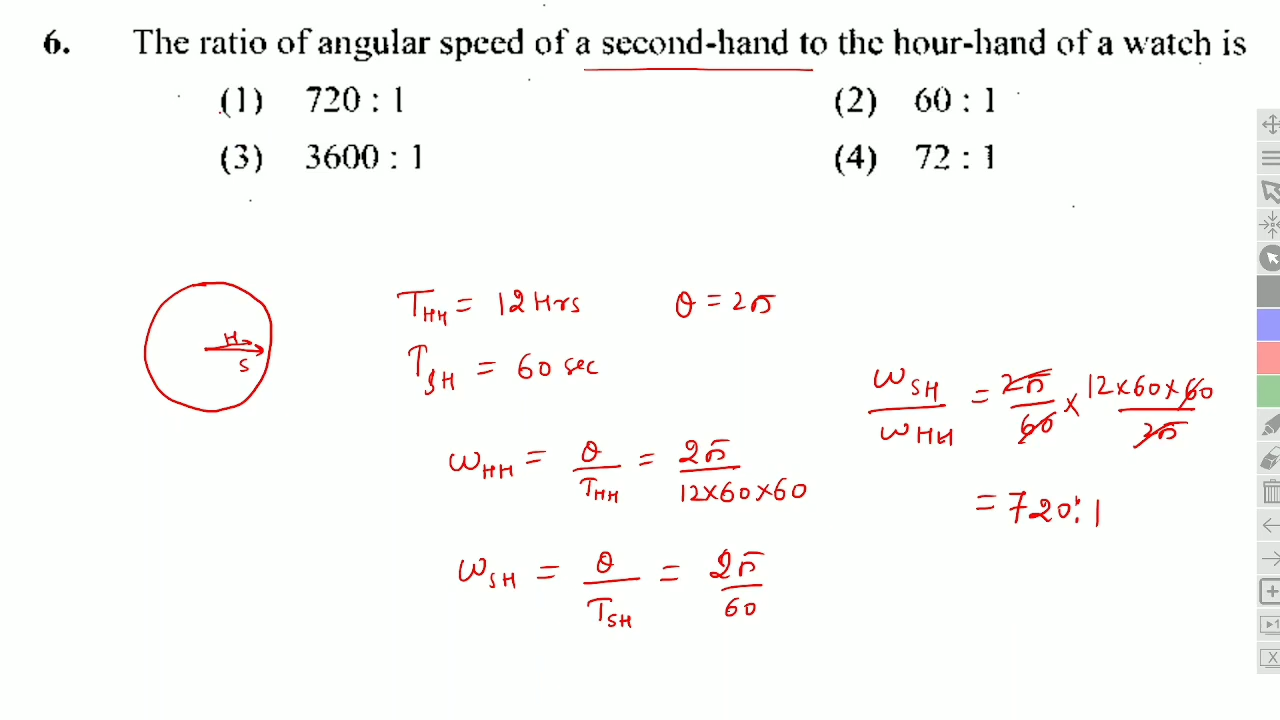 6. The ratio of angular speed of a second-hand to the hour-hand of a watch is
(1) 720 : 1 (2) 60 : 1
(3) 3600 : 1 (4) 72 : 1
H
S
T_HH = 12 Hrs θ = 2π
T_SH = 60 sec
ω_HH = θ/T_HH = 2π/12×60×60
ω_SH = θ/T_SH = 2π/60
ω_SH/ω_HH = 2π/60 × 12×60×60/2π
= 720:1